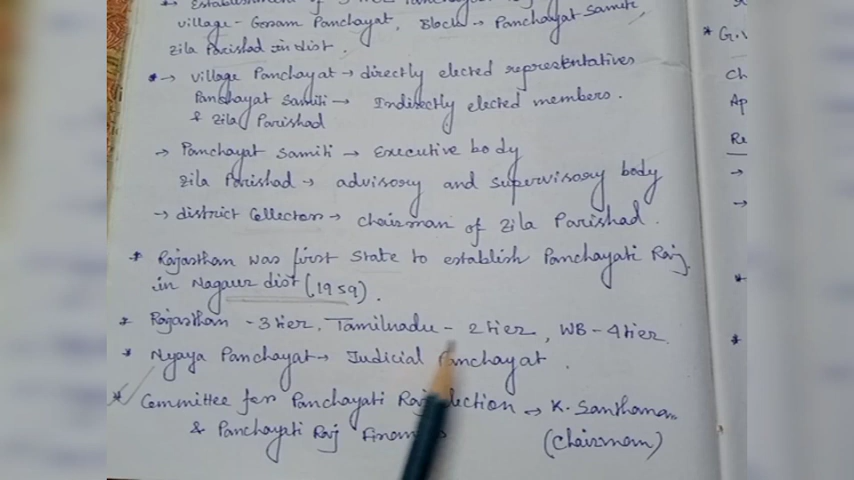 village - Gram Panchayat, Block → Panchayat Samiti
Zila Parishad in dist.
* → village Panchayat → directly elected representatives
Panchayat Samiti → Indirectly elected members.
& Zila Parishad
→ Panchayat Samiti → Executive body
Zila Parishad → advisory and supervisory body
→ district Collector → chairman of Zila Parishad.
* Rajasthan was first State to establish Panchayati Raj
in Nagaur dist (1959).
* Rajasthan - 3 tier, Tamilnadu - 2 tier, WB - 4 tier
* Nyaya Panchayat → Judicial Panchayat.
* Committee for Panchayati Raj → K. Santhanam
& Panchayati Raj
(Chairman)
* G.
Ch
Ap
Re